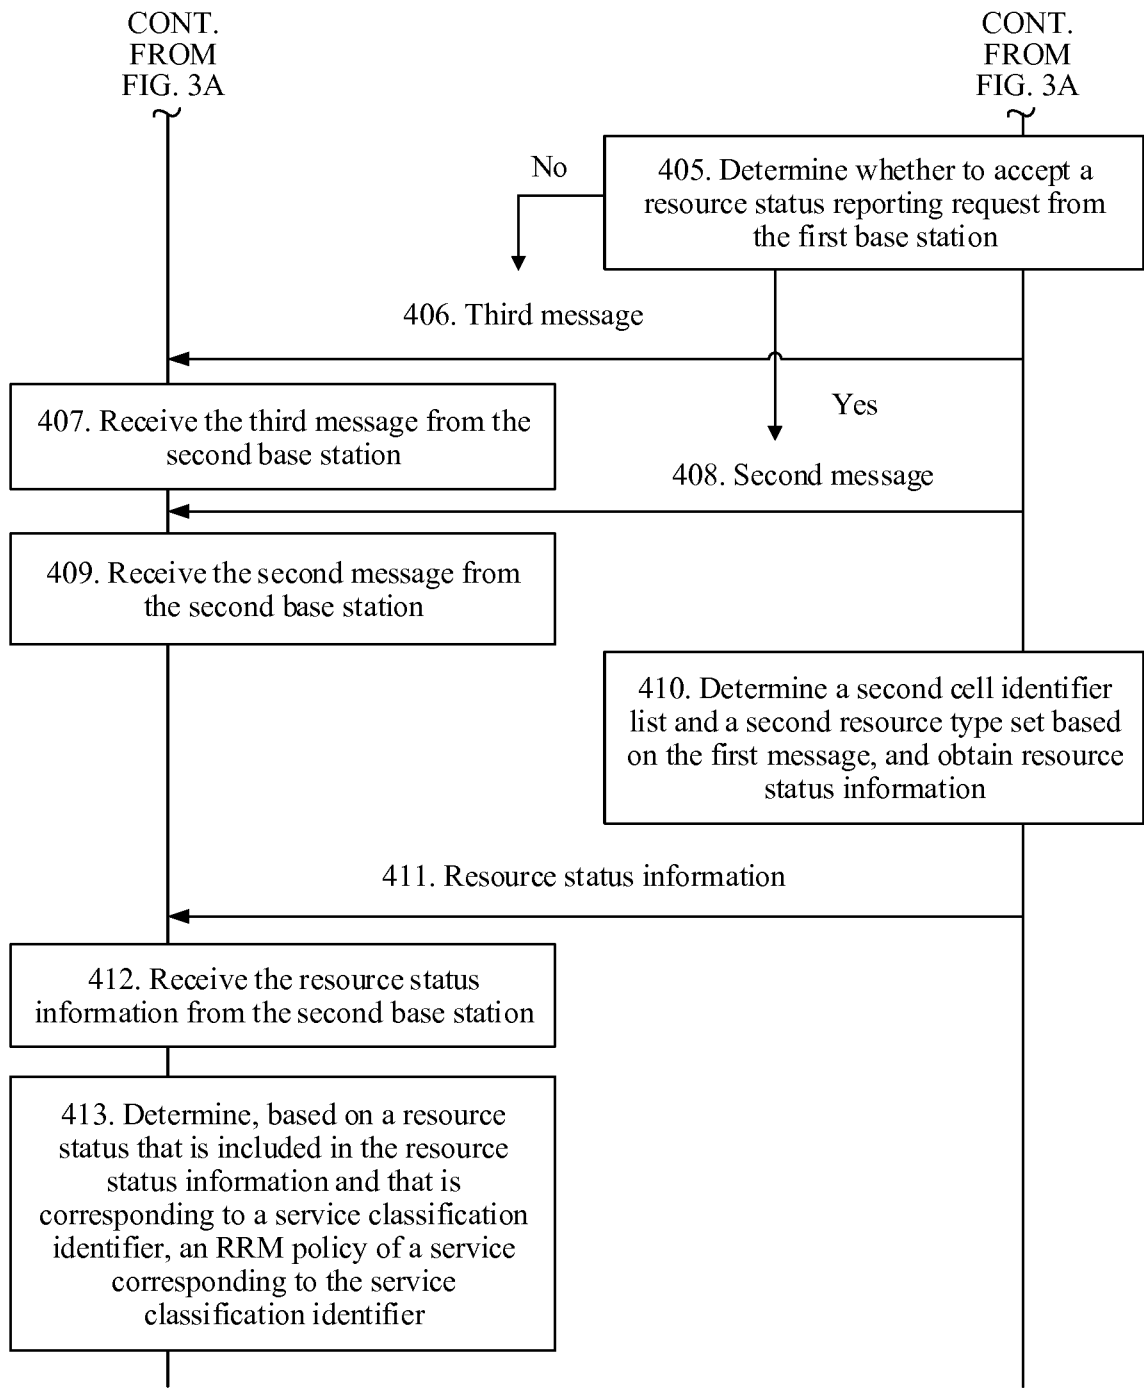 CONT.
FROM
FIG. 3A
CONT.
FROM
FIG. 3A
No
405. Determine whether to accept a
resource status reporting request from
the first base station
406. Third message
407. Receive the third message from the
second base station
Yes
408. Second message
409. Receive the second message from
the second base station
410. Determine a second cell identifier
list and a second resource type set based
on the first message, and obtain resource
status information
411. Resource status information
412. Receive the resource status
information from the second base station
413. Determine, based on a resource
status that is included in the resource
status information and that is
corresponding to a service classification
identifier, an RRM policy of a service
corresponding to the service
classification identifier